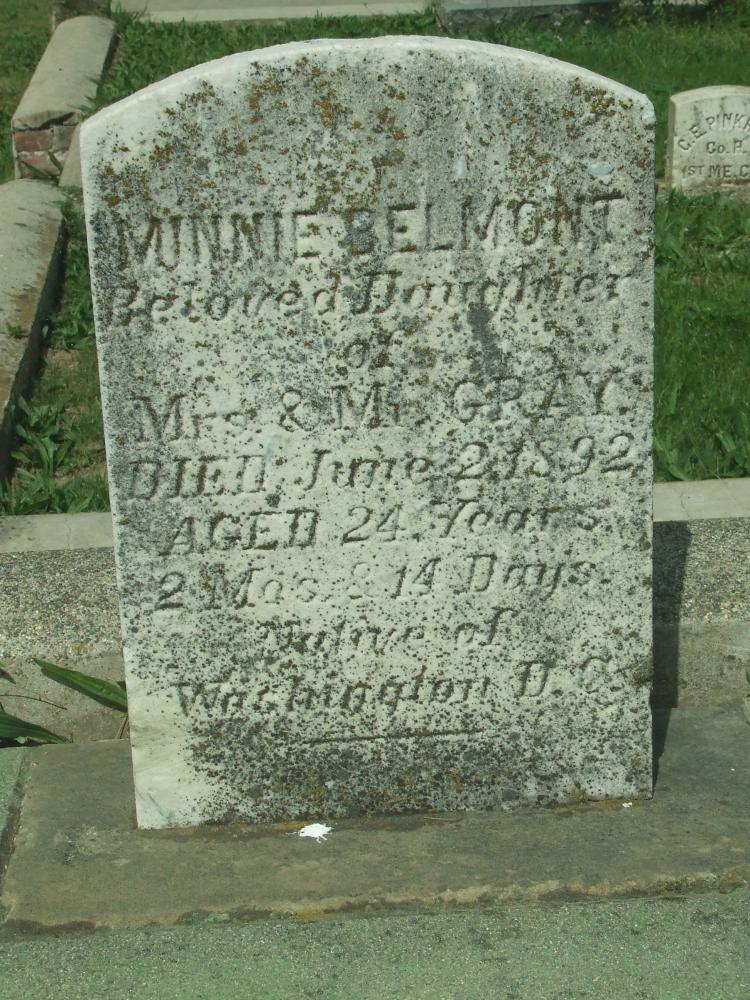 MINNIE BELMONT
Beloved Daughter
of
Mrs. & Mr. GRAY.
DIED June 2, 1892,
AGED 24, Years
2 Mos. & 14 Days.
Native of
Washington D. C.
C.E. PINK
Co. H.
1ST ME. C